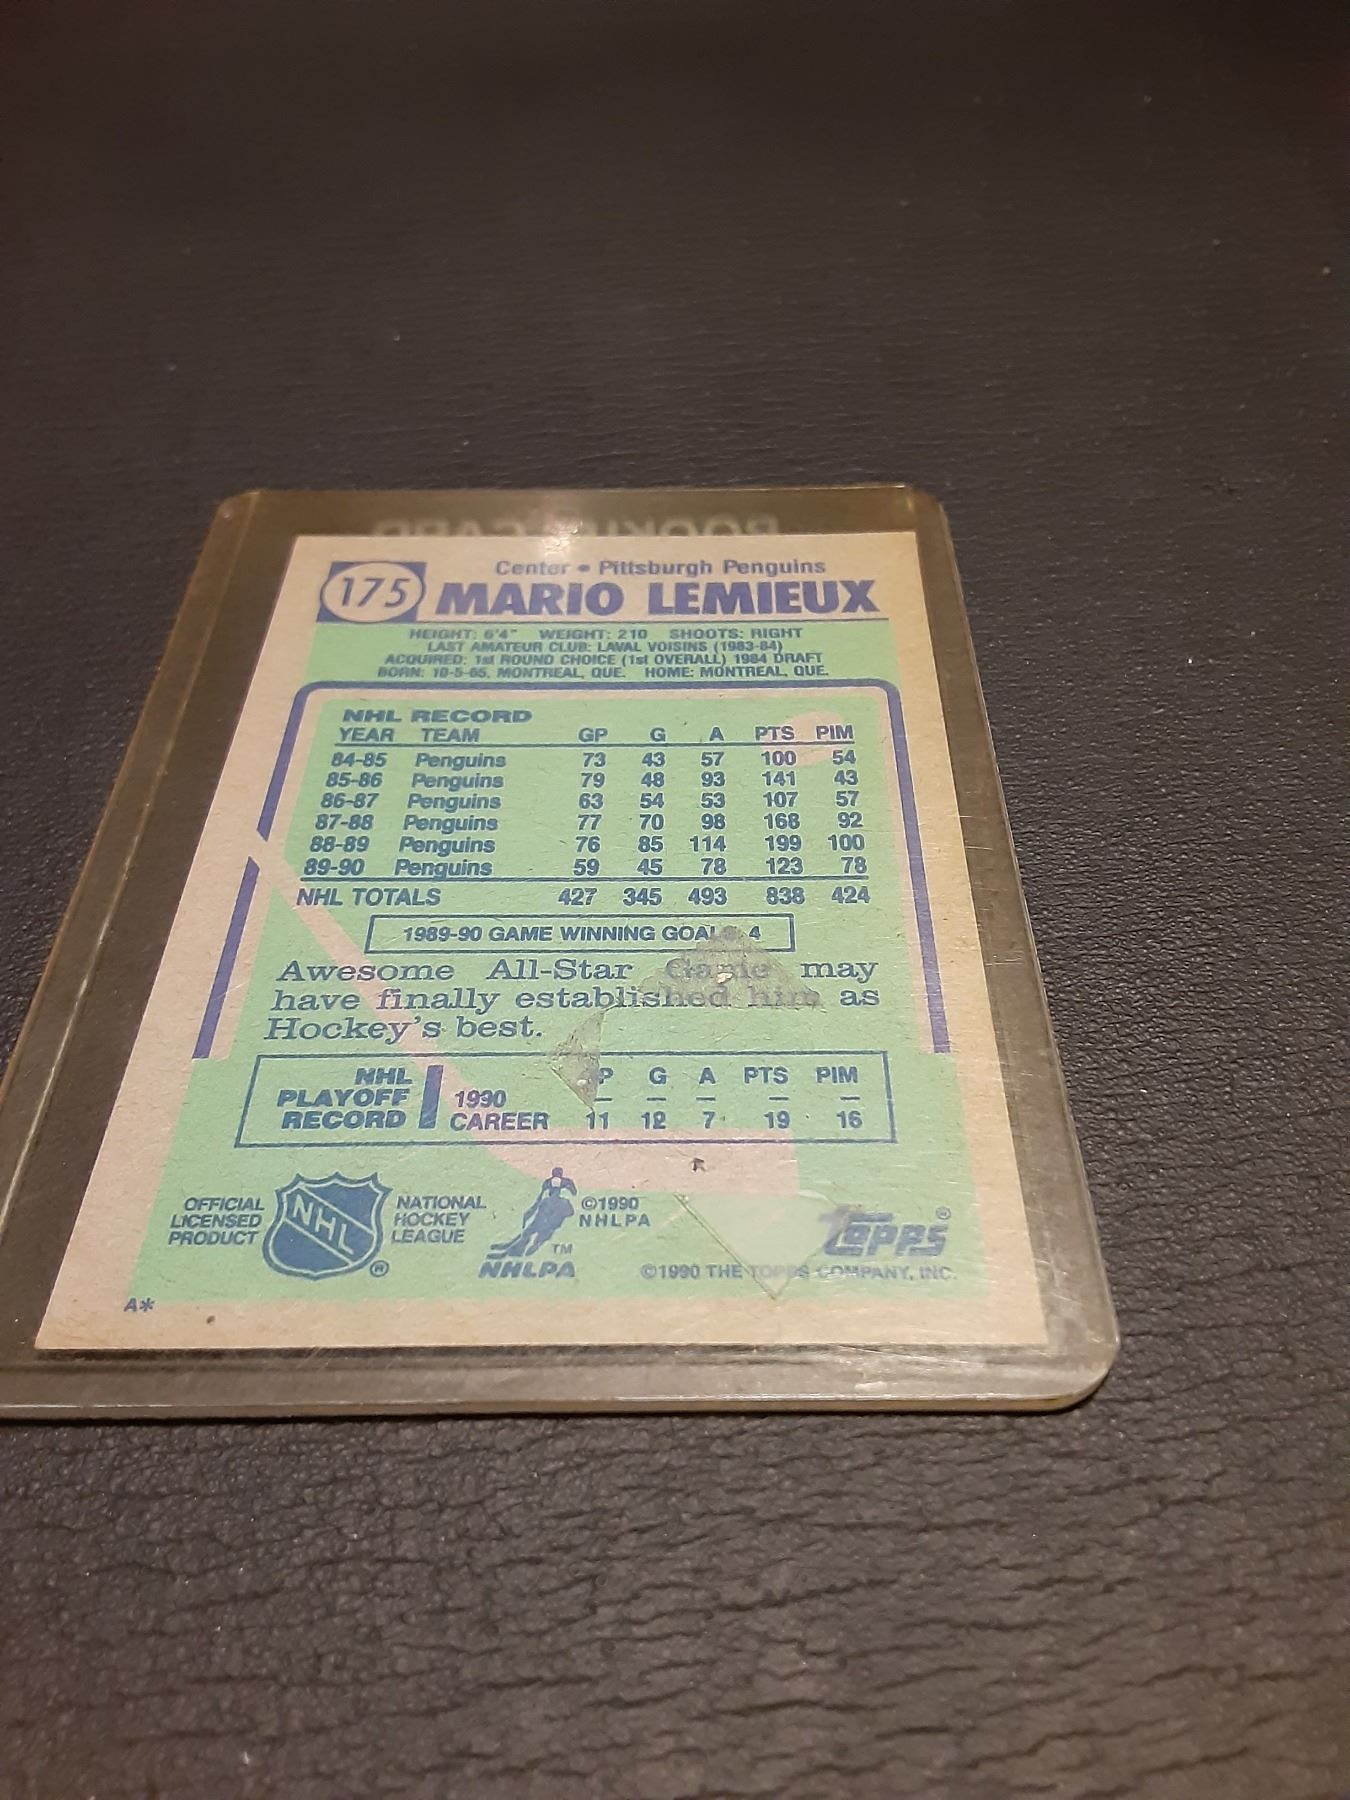 ROOKIE CARD
175
Center • Pittsburgh Penguins
MARIO LEMIEUX
HEIGHT: 6'4" WEIGHT: 210 SHOOTS: RIGHT
LAST AMATEUR CLUB: LAVAL VOISINS (1983-84)
ACQUIRED: 1st ROUND CHOICE (1st OVERALL) 1984 DRAFT
BORN: 10-5-65, MONTREAL, QUE. HOME: MONTREAL, QUE.
NHL RECORD
YEAR TEAM GP G A PTS PIM
84-85 Penguins 73 43 57 100 54
85-86 Penguins 79 48 93 141 43
86-87 Penguins 63 54 53 107 57
87-88 Penguins 77 70 98 168 92
88-89 Penguins 76 85 114 199 100
89-90 Penguins 59 45 78 123 78
NHL TOTALS 427 345 493 838 424
1989-90 GAME WINNING GOALS: 4
Awesome All-Star Game may
have finally established him as
Hockey's best.
NHL PLAYOFF RECORD
GP G A PTS PIM
1990 – – – – –
CAREER 11 12 7 19 16
OFFICIAL LICENSED PRODUCT
NHL ®
NATIONAL HOCKEY LEAGUE
TM
NHLPA
©1990 NHLPA
TOPPS ®
©1990 THE TOPPS COMPANY, INC.
A*